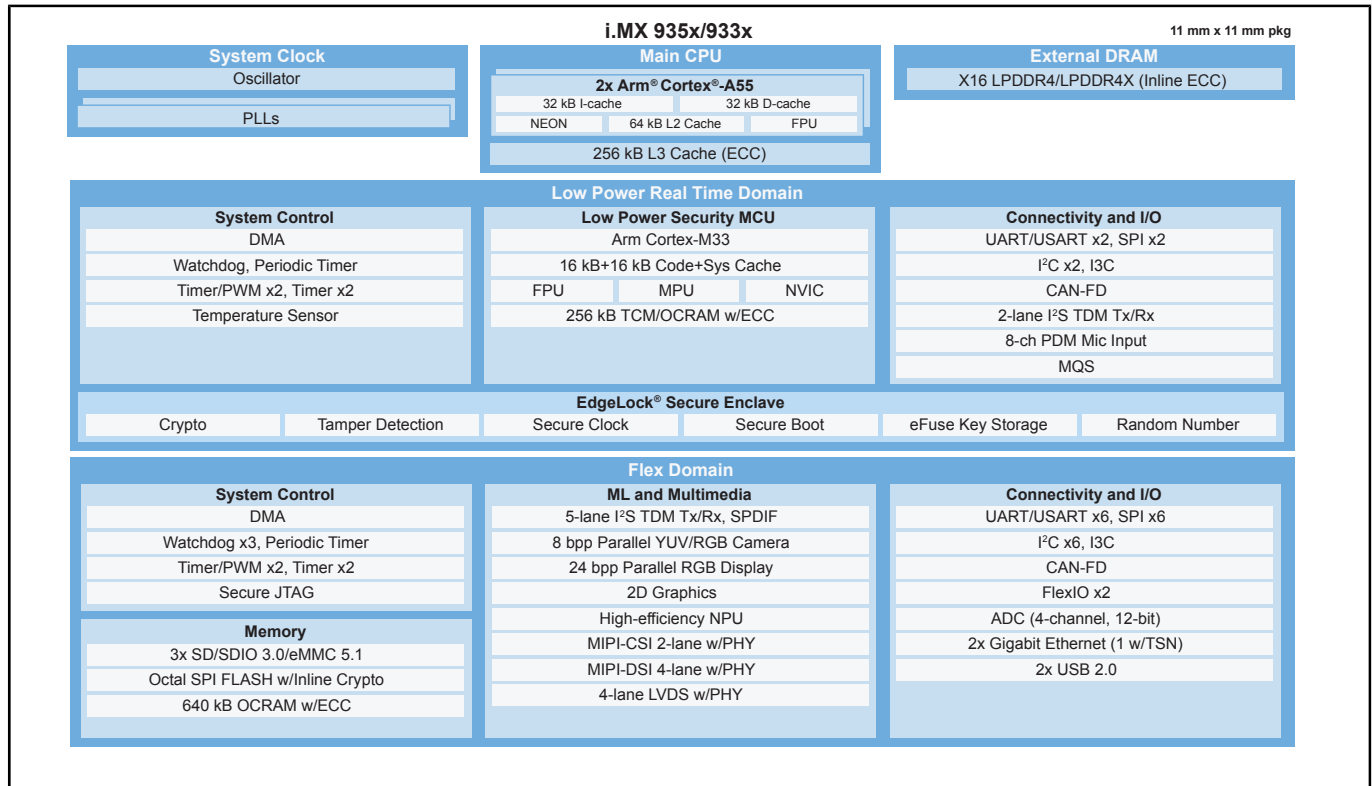 i.MX 935x/933x
11 mm x 11 mm pkg
System Clock
Oscillator
PLLs
Main CPU
2x Arm® Cortex®-A55
32 kB I-cache
32 kB D-cache
NEON
64 kB L2 Cache
FPU
256 kB L3 Cache (ECC)
External DRAM
X16 LPDDR4/LPDDR4X (Inline ECC)
Low Power Real Time Domain
System Control
DMA
Watchdog, Periodic Timer
Timer/PWM x2, Timer x2
Temperature Sensor
Low Power Security MCU
Arm Cortex-M33
16 kB+16 kB Code+Sys Cache
FPU
MPU
NVIC
256 kB TCM/OCRAM w/ECC
Connectivity and I/O
UART/USART x2, SPI x2
I²C x2, I3C
CAN-FD
2-lane I²S TDM Tx/Rx
8-ch PDM Mic Input
MQS
EdgeLock® Secure Enclave
Crypto
Tamper Detection
Secure Clock
Secure Boot
eFuse Key Storage
Random Number
Flex Domain
System Control
DMA
Watchdog x3, Periodic Timer
Timer/PWM x2, Timer x2
Secure JTAG
Memory
3x SD/SDIO 3.0/eMMC 5.1
Octal SPI FLASH w/Inline Crypto
640 kB OCRAM w/ECC
ML and Multimedia
5-lane I²S TDM Tx/Rx, SPDIF
8 bpp Parallel YUV/RGB Camera
24 bpp Parallel RGB Display
2D Graphics
High-efficiency NPU
MIPI-CSI 2-lane w/PHY
MIPI-DSI 4-lane w/PHY
4-lane LVDS w/PHY
Connectivity and I/O
UART/USART x6, SPI x6
I²C x6, I3C
CAN-FD
FlexIO x2
ADC (4-channel, 12-bit)
2x Gigabit Ethernet (1 w/TSN)
2x USB 2.0